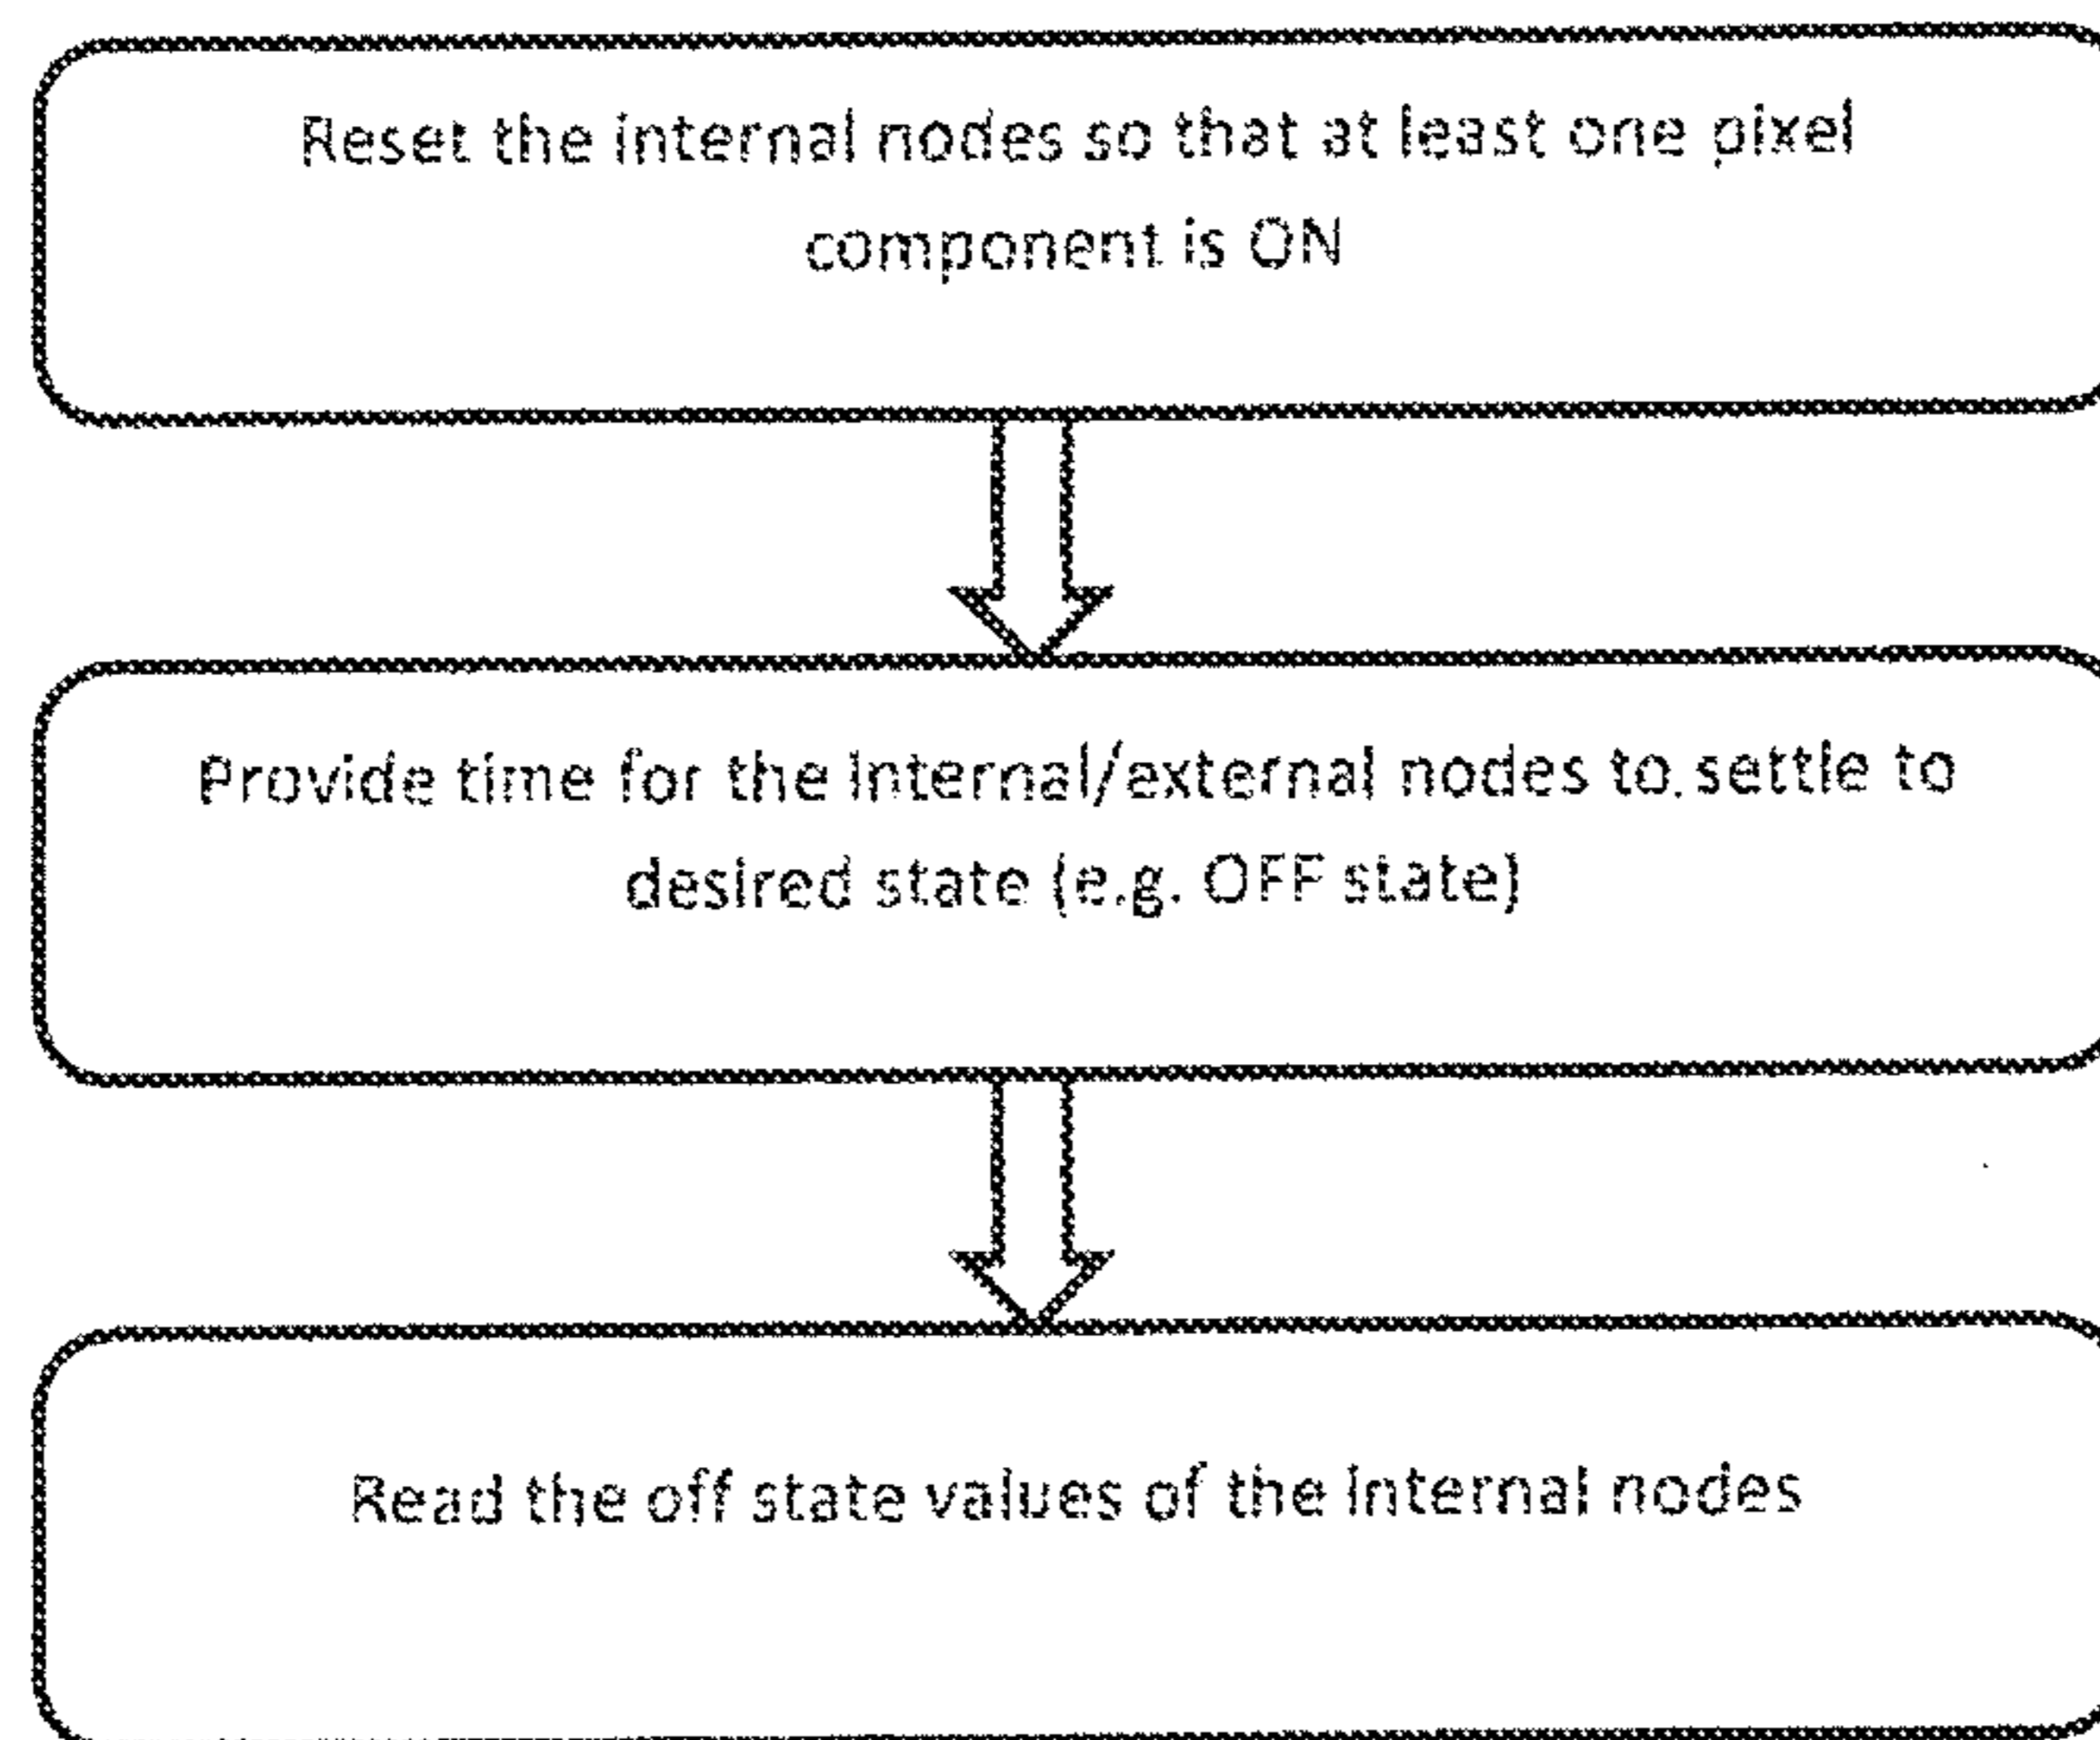 Reset the internal nodes so that at least one pixel
component is ON
Provide time for the internal/external nodes to settle to
desired state (e.g. OFF state)
Read the off state values of the internal nodes